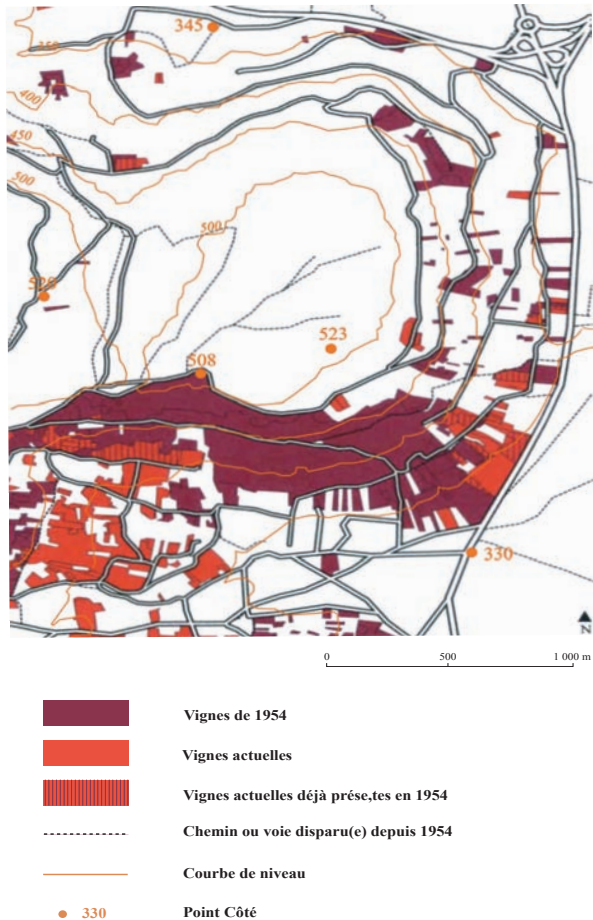 345
350
400
450
500
500
525
523
508
330
N
0 500 1 000 m
Vignes de 1954
Vignes actuelles
Vignes actuelles déjà prése,tes en 1954
Chemin ou voie disparu(e) depuis 1954
Courbe de niveau
330 Point Côté